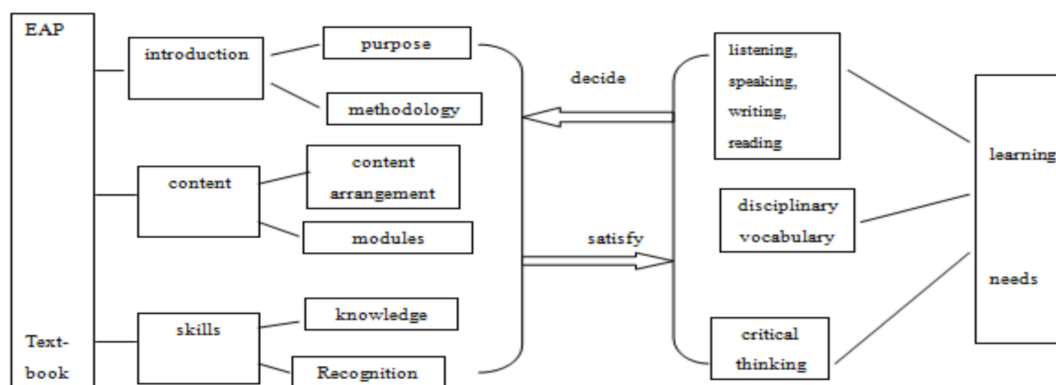 EAP
Text-
book
introduction
purpose
methodology
content
content
arrangement
modules
skills
knowledge
Recognition
decide
satisfy
listening,
speaking,
writing,
reading
disciplinary
vocabulary
critical
thinking
learning
needs